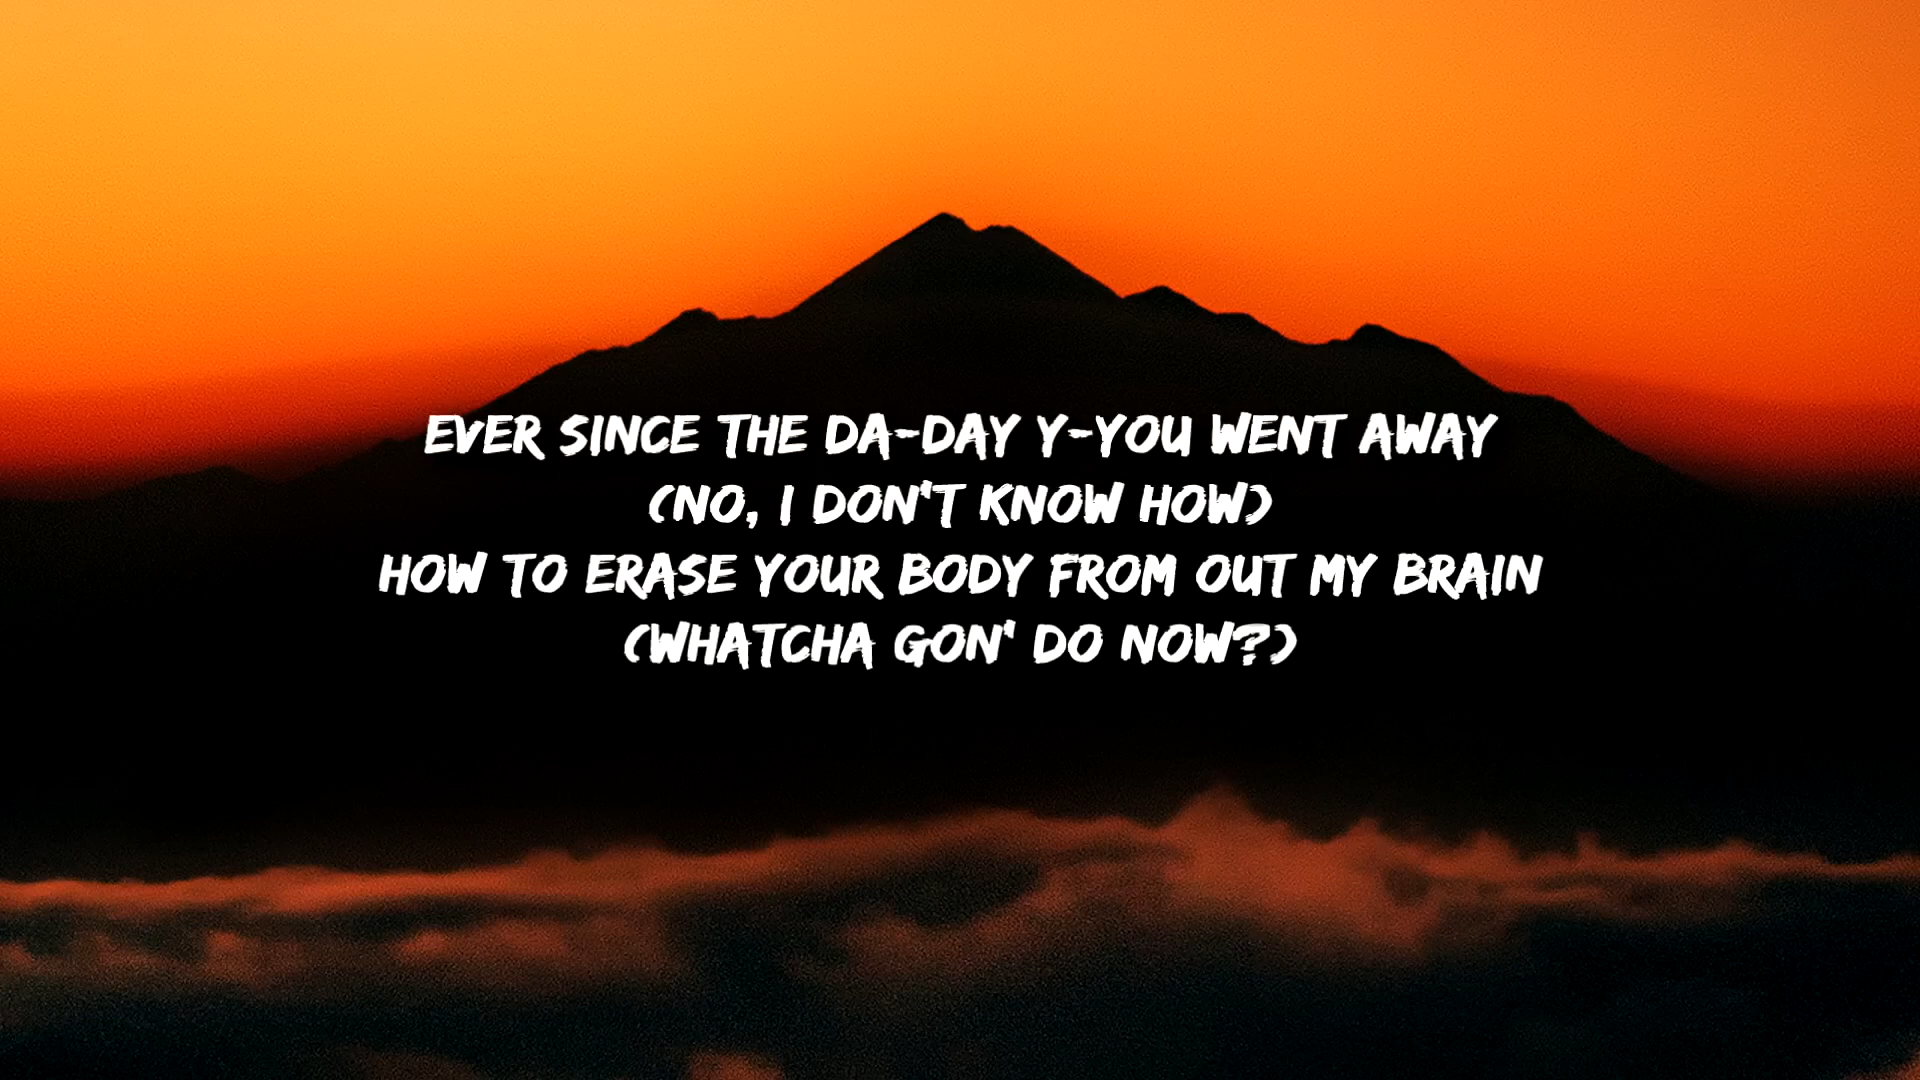 EVER SINCE THE DA-DAY Y-YOU WENT AWAY
(NO, I DON'T KNOW HOW)
HOW TO ERASE YOUR BODY FROM OUT MY BRAIN
(WHATCHA GON' DO NOW?)